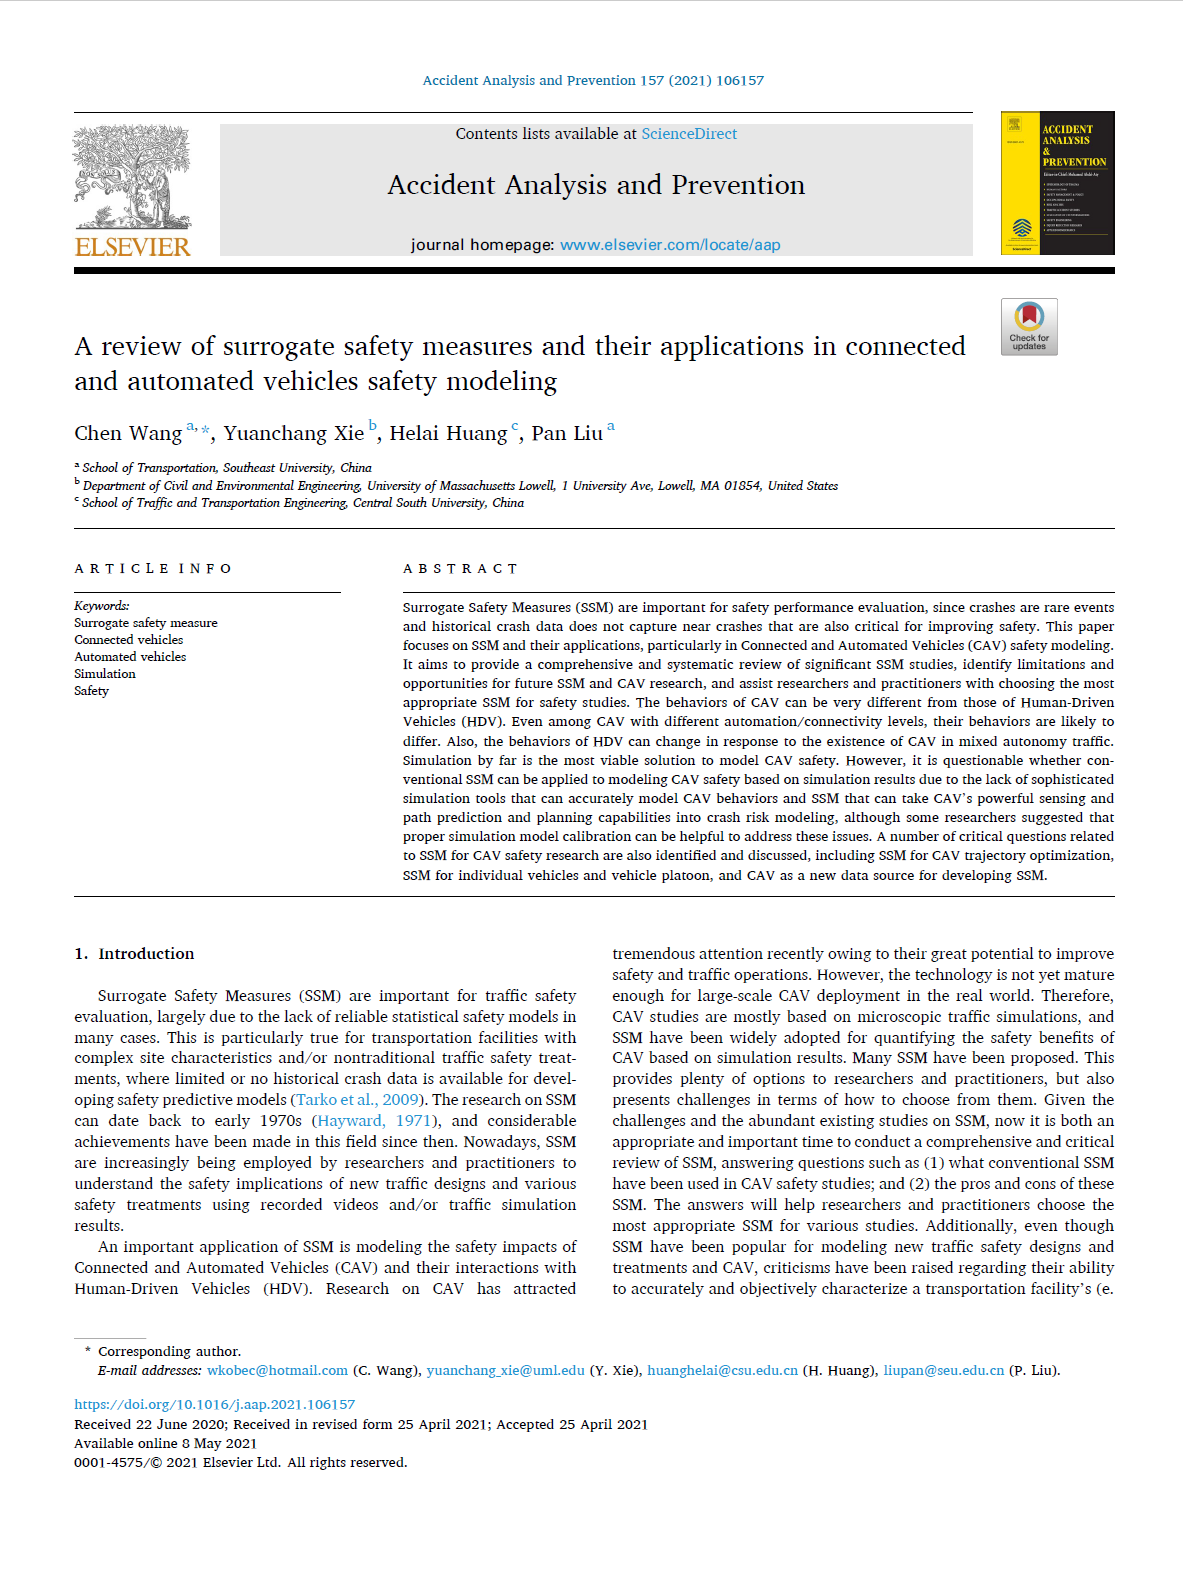 Accident Analysis and Prevention 157 (2021) 106157
Contents lists available at ScienceDirect
Accident Analysis and Prevention
journal homepage: www.elsevier.com/locate/aap
ELSEVIER
ACCIDENT
ANALYSIS
&
PREVENTION
Check for
updates
A review of surrogate safety measures and their applications in connected
and automated vehicles safety modeling
Chen Wang a,*, Yuanchang Xie b, Helai Huang c, Pan Liu a
a School of Transportation, Southeast University, China
b Department of Civil and Environmental Engineering, University of Massachusetts Lowell, 1 University Ave, Lowell, MA 01854, United States
c School of Traffic and Transportation Engineering, Central South University, China
ARTICLE INFO
Keywords:
Surrogate safety measure
Connected vehicles
Automated vehicles
Simulation
Safety
ABSTRACT
Surrogate Safety Measures (SSM) are important for safety performance evaluation, since crashes are rare events
and historical crash data does not capture near crashes that are also critical for improving safety. This paper
focuses on SSM and their applications, particularly in Connected and Automated Vehicles (CAV) safety modeling.
It aims to provide a comprehensive and systematic review of significant SSM studies, identify limitations and
opportunities for future SSM and CAV research, and assist researchers and practitioners with choosing the most
appropriate SSM for safety studies. The behaviors of CAV can be very different from those of Human-Driven
Vehicles (HDV). Even among CAV with different automation/connectivity levels, their behaviors are likely to
differ. Also, the behaviors of HDV can change in response to the existence of CAV in mixed autonomy traffic.
Simulation by far is the most viable solution to model CAV safety. However, it is questionable whether con-
ventional SSM can be applied to modeling CAV safety based on simulation results due to the lack of sophisticated
simulation tools that can accurately model CAV behaviors and SSM that can take CAV's powerful sensing and
path prediction and planning capabilities into crash risk modeling, although some researchers suggested that
proper simulation model calibration can be helpful to address these issues. A number of critical questions related
to SSM for CAV safety research are also identified and discussed, including SSM for CAV trajectory optimization,
SSM for individual vehicles and vehicle platoon, and CAV as a new data source for developing SSM.
1. Introduction
Surrogate Safety Measures (SSM) are important for traffic safety
evaluation, largely due to the lack of reliable statistical safety models in
many cases. This is particularly true for transportation facilities with
complex site characteristics and/or nontraditional traffic safety treat-
ments, where limited or no historical crash data is available for devel-
oping safety predictive models (Tarko et al., 2009). The research on SSM
can date back to early 1970s (Hayward, 1971), and considerable
achievements have been made in this field since then. Nowadays, SSM
are increasingly being employed by researchers and practitioners to
understand the safety implications of new traffic designs and various
safety treatments using recorded videos and/or traffic simulation
results.
An important application of SSM is modeling the safety impacts of
Connected and Automated Vehicles (CAV) and their interactions with
Human-Driven Vehicles (HDV). Research on CAV has attracted
tremendous attention recently owing to their great potential to improve
safety and traffic operations. However, the technology is not yet mature
enough for large-scale CAV deployment in the real world. Therefore,
CAV studies are mostly based on microscopic traffic simulations, and
SSM have been widely adopted for quantifying the safety benefits of
CAV based on simulation results. Many SSM have been proposed. This
provides plenty of options to researchers and practitioners, but also
presents challenges in terms of how to choose from them. Given the
challenges and the abundant existing studies on SSM, now it is both an
appropriate and important time to conduct a comprehensive and critical
review of SSM, answering questions such as (1) what conventional SSM
have been used in CAV safety studies; and (2) the pros and cons of these
SSM. The answers will help researchers and practitioners choose the
most appropriate SSM for various studies. Additionally, even though
SSM have been popular for modeling new traffic safety designs and
treatments and CAV, criticisms have been raised regarding their ability
to accurately and objectively characterize a transportation facility's (e.
* Corresponding author.
E-mail addresses: wkobec@hotmail.com (C. Wang), yuanchang_xie@uml.edu (Y. Xie), huanghelai@csu.edu.cn (H. Huang), liupan@seu.edu.cn (P. Liu).
https://doi.org/10.1016/j.aap.2021.106157
Received 22 June 2020; Received in revised form 25 April 2021; Accepted 25 April 2021
Available online 8 May 2021
0001-4575/© 2021 Elsevier Ltd. All rights reserved.